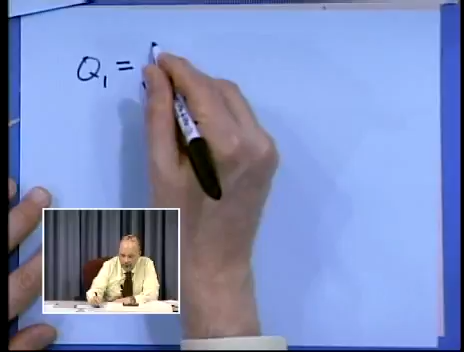 Q₁ =